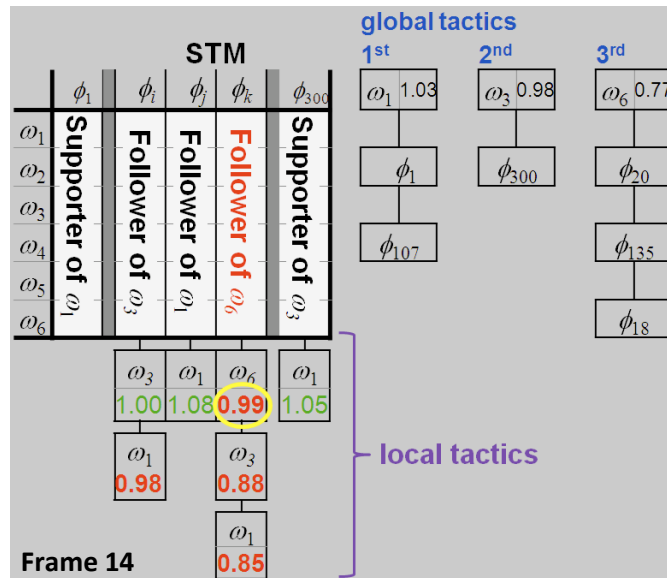 STM
global tactics
1st 2nd 3rd
ϕ1 ϕi ϕj ϕk ϕ300
ω1 1.03 ω3 0.98 ω6 0.77
ω1
ω2
ω3
ω4
ω5
ω6
Supporter of ω1
Follower of ω3
Follower of ω1
Follower of ω6
Supporter of ω3
ϕ1 ϕ300 ϕ20
ϕ107 ϕ135
ϕ18
ω3 ω1 ω6 ω1
1.00 1.08 0.99 1.05
ω1 ω3
0.98 0.88
ω1
0.85
local tactics
Frame 14